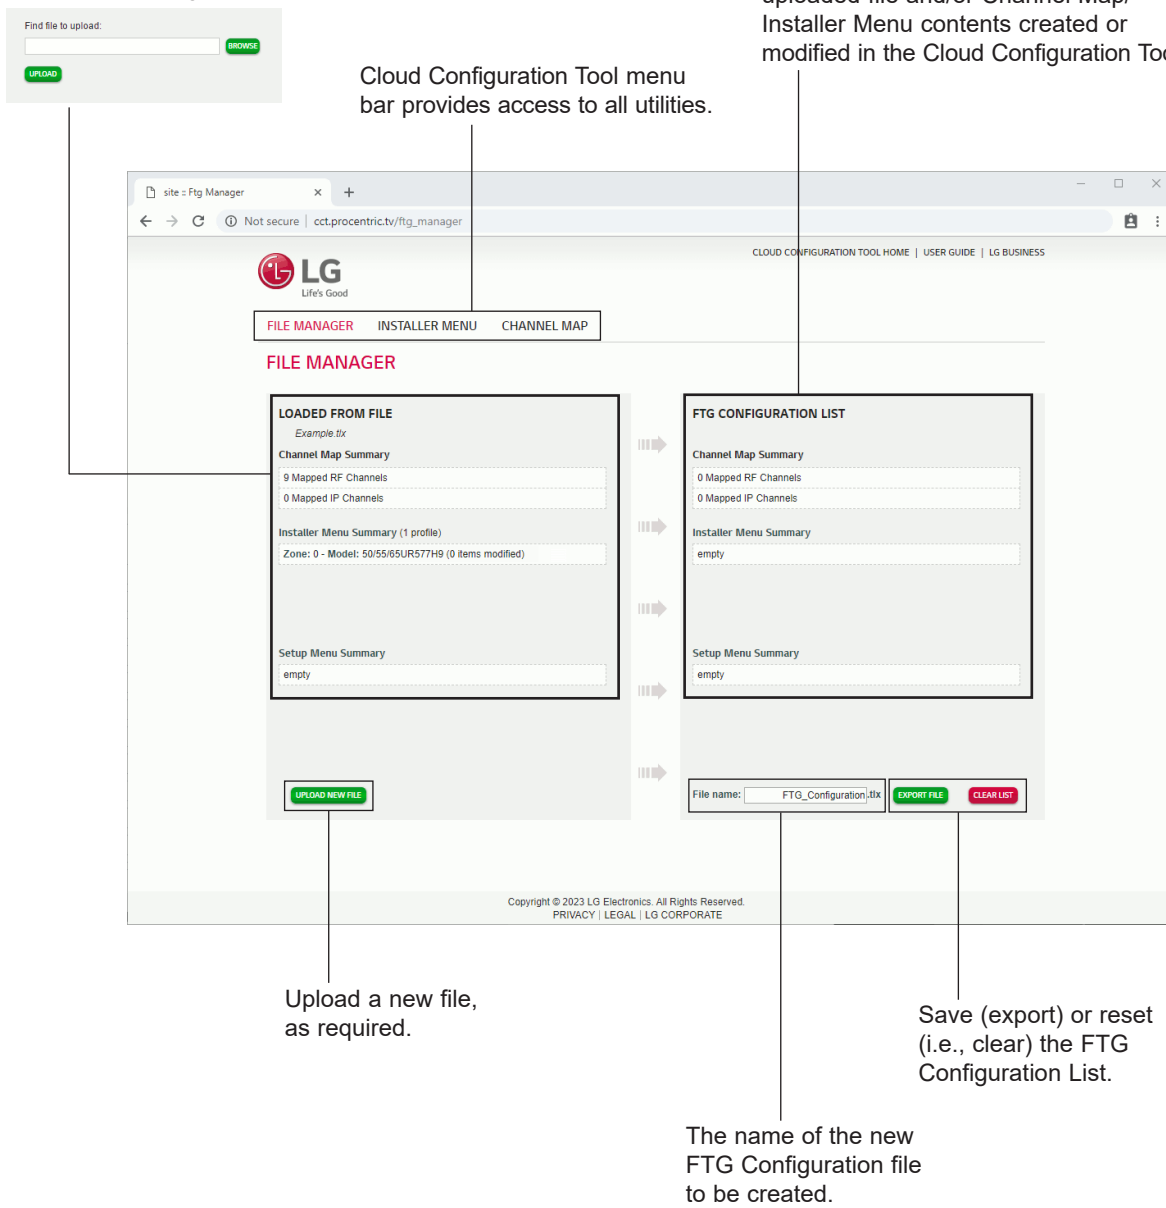 uploaded file and/or Channel Map/
Installer Menu contents created or
modified in the Cloud Configuration
Find file to upload:
BROWSE
UPLOAD
Cloud Configuration Tool menu
bar provides access to all utilities.
site :: Ftg Manager
Not secure | cct.procentric.tv/ftg_manager
CLOUD CONFIGURATION TOOL HOME | USER GUIDE | LG BUSINESS
LG
Life's Good
FILE MANAGER INSTALLER MENU CHANNEL MAP
FILE MANAGER
LOADED FROM FILE
Example.tlx
Channel Map Summary
9 Mapped RF Channels
0 Mapped IP Channels
Installer Menu Summary (1 profile)
Zone: 0 - Model: 50/55/65UR577H9 (0 items modified)
Setup Menu Summary
empty
UPLOAD NEW FILE
FTG CONFIGURATION LIST
Channel Map Summary
0 Mapped RF Channels
0 Mapped IP Channels
Installer Menu Summary
empty
Setup Menu Summary
empty
File name: FTG_Configuration .tlx EXPORT FILE CLEAR LIST
Copyright © 2023 LG Electronics. All Rights Reserved.
PRIVACY | LEGAL | LG CORPORATE
Upload a new file,
as required.
Save (export) or reset
(i.e., clear) the FTG
Configuration List.
The name of the new
FTG Configuration file
to be created.